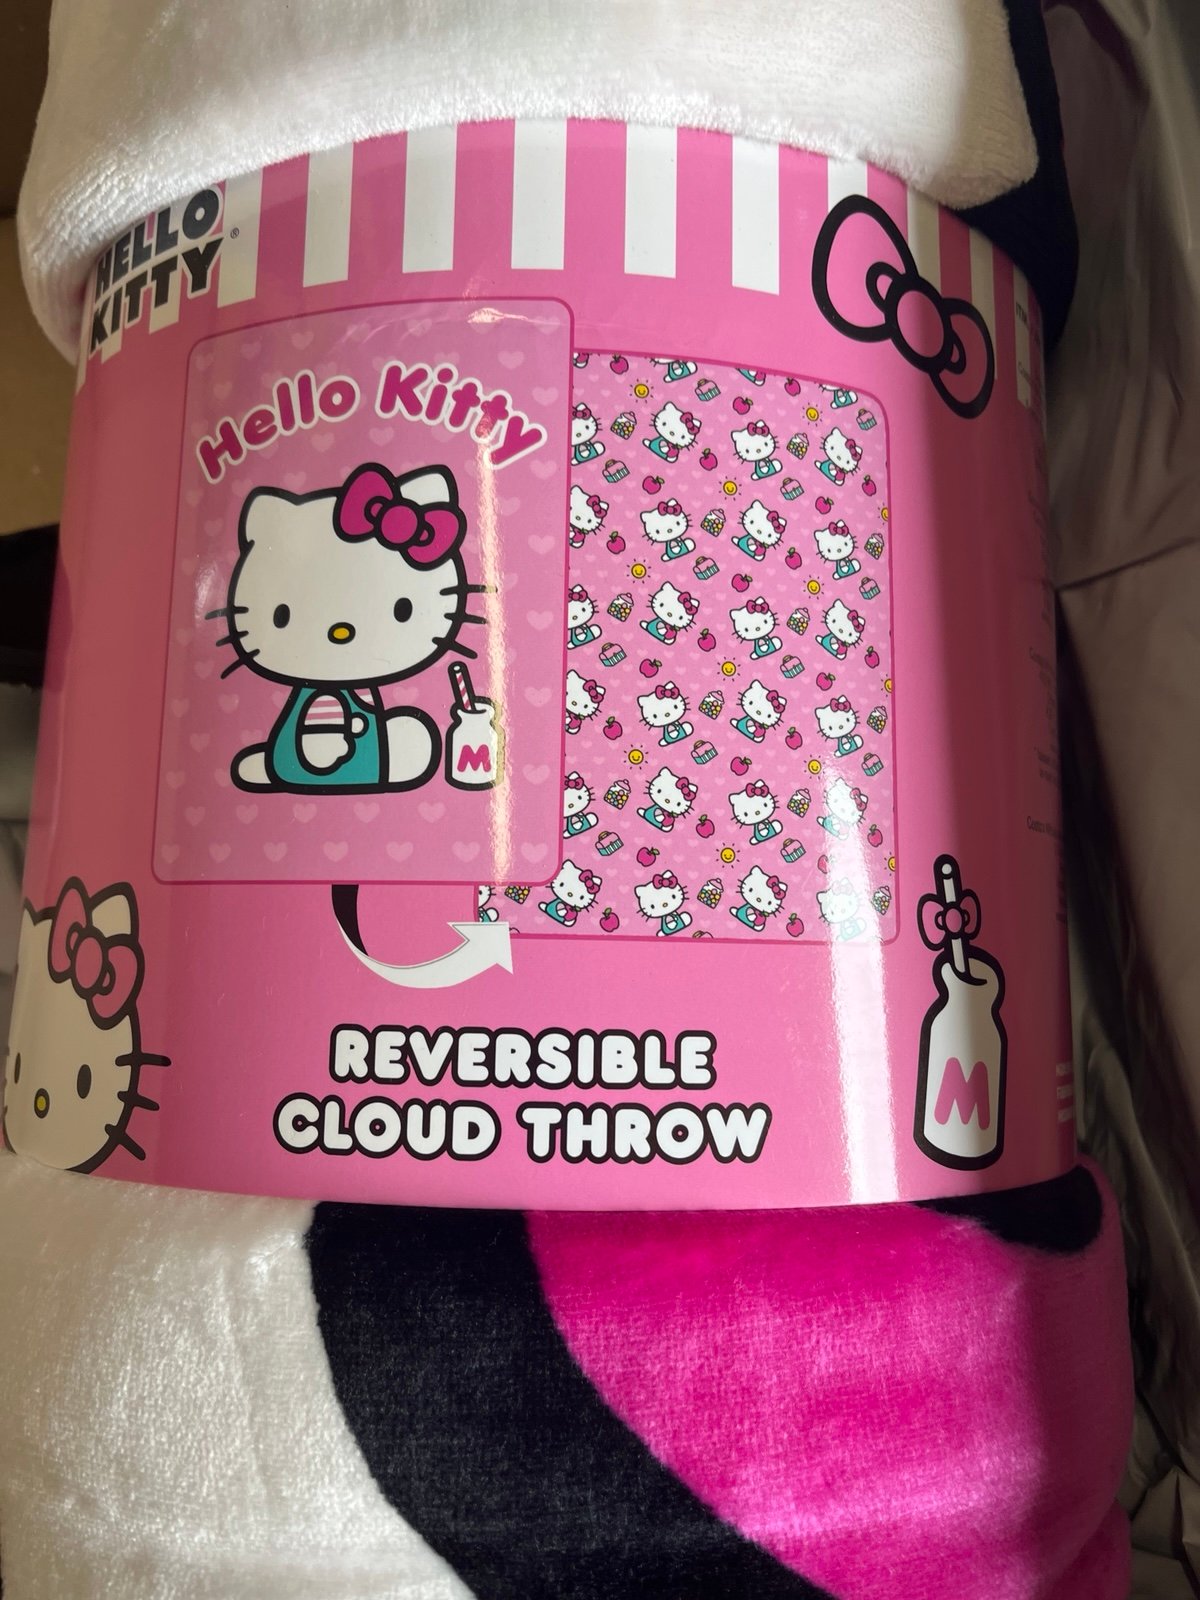 HELLO
KITTY®
Hello Kitty
M
REVERSIBLE
CLOUD THROW
M